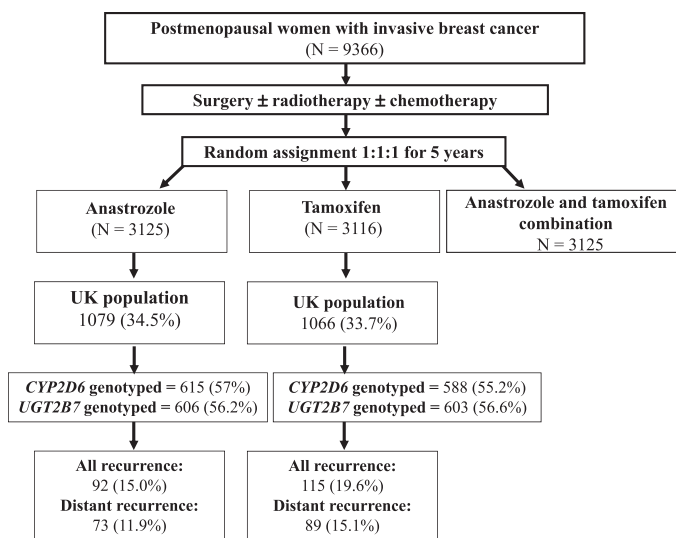 Postmenopausal women with invasive breast cancer
(N = 9366)
Surgery ± radiotherapy ± chemotherapy
Random assignment 1:1:1 for 5 years
Anastrozole
(N = 3125)
Tamoxifen
(N = 3116)
Anastrozole and tamoxifen
combination
N = 3125
UK population
1079 (34.5%)
UK population
1066 (33.7%)
CYP2D6 genotyped = 615 (57%)
UGT2B7 genotyped = 606 (56.2%)
CYP2D6 genotyped = 588 (55.2%)
UGT2B7 genotyped = 603 (56.6%)
All recurrence:
92 (15.0%)
Distant recurrence:
73 (11.9%)
All recurrence:
115 (19.6%)
Distant recurrence:
89 (15.1%)